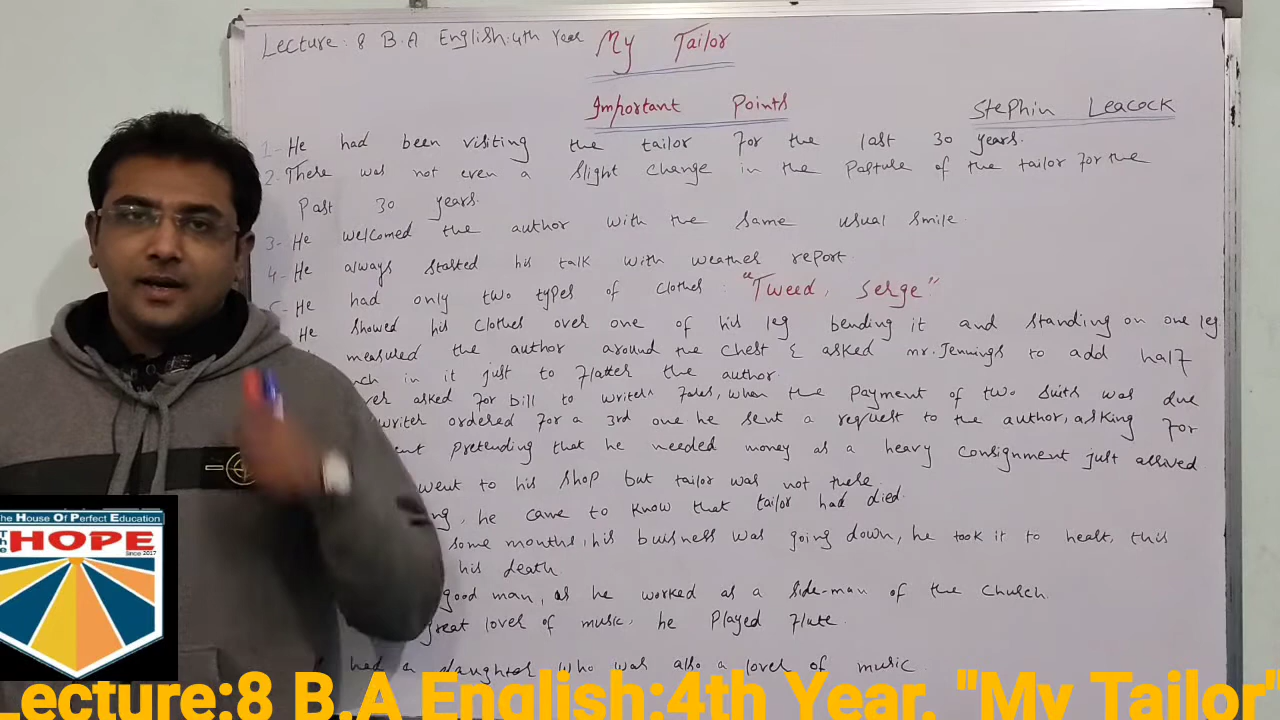 Lecture: 8 B.A English: 4th Year My Tailor
Important Points Stephin Leacock
1- He had been visiting the tailor for the last 30 years.
2. There was not even a slight change in the Pasture of the tailor for the
Past 30 years.
3- He welcomed the author with the same usual smile.
4- He always started his talk with weather report
He had only two types of clothes: "Tweed, Serge"
He showed his clothes over one of his leg bending it and standing on one leg.
measured the author around the chest & asked mr. Jennings to add half
in it just to flatter the author.
asked for bill to when the Payment of two suits was due
writer ordered for a 3rd one he sent a request to the author, asking for
pretending that he needed money as a heavy consignment just arrived
went to his shop but tailor was not there.
he came to know that tailor had died.
some months, his buisness was going down, he took it to heart, this
his death.
good man, as he worked as a side-man of the church.
great lover of music, he Played flute.
had a daughter who was also a lover of music
The House Of Perfect Education
The HOPE
Since 2017
Lecture:8 B.A English:4th Year. "My Tailor"